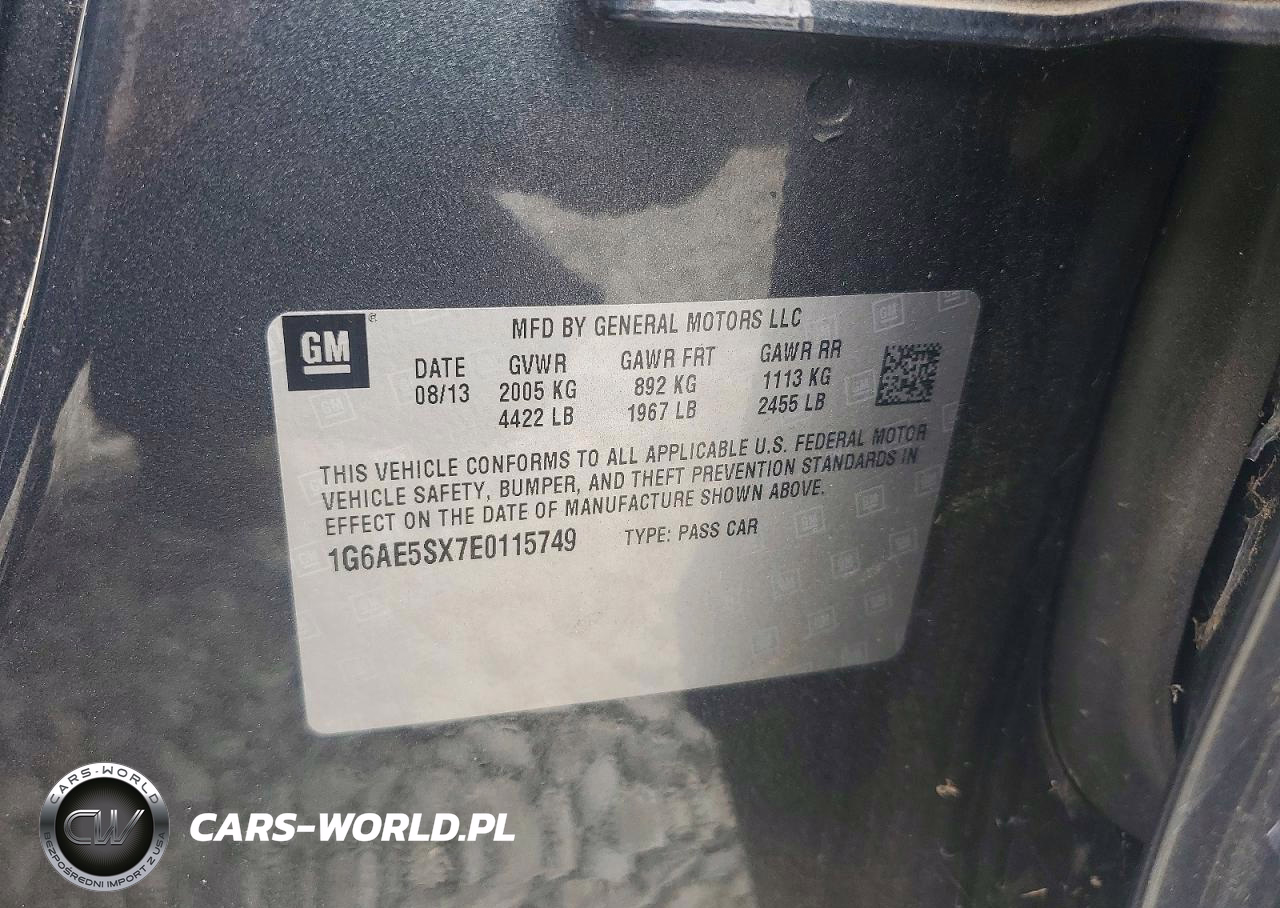 GM
®
MFD BY GENERAL MOTORS LLC
DATE GVWR GAWR FRT GAWR RR
08/13 2005 KG 892 KG 1113 KG
4422 LB 1967 LB 2455 LB
THIS VEHICLE CONFORMS TO ALL APPLICABLE U.S. FEDERAL MOTOR
VEHICLE SAFETY, BUMPER, AND THEFT PREVENTION STANDARDS IN
EFFECT ON THE DATE OF MANUFACTURE SHOWN ABOVE.
1G6AE5SX7E0115749 TYPE: PASS CAR
CARS-WORLD
CW
BEZPOŚREDNI IMPORT Z USA
CARS-WORLD.PL